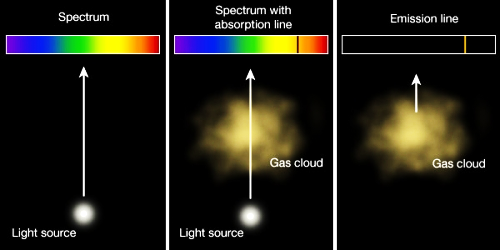 Spectrum
Light source
Spectrum with
absorption line
Gas cloud
Light source
Emission line
Gas cloud